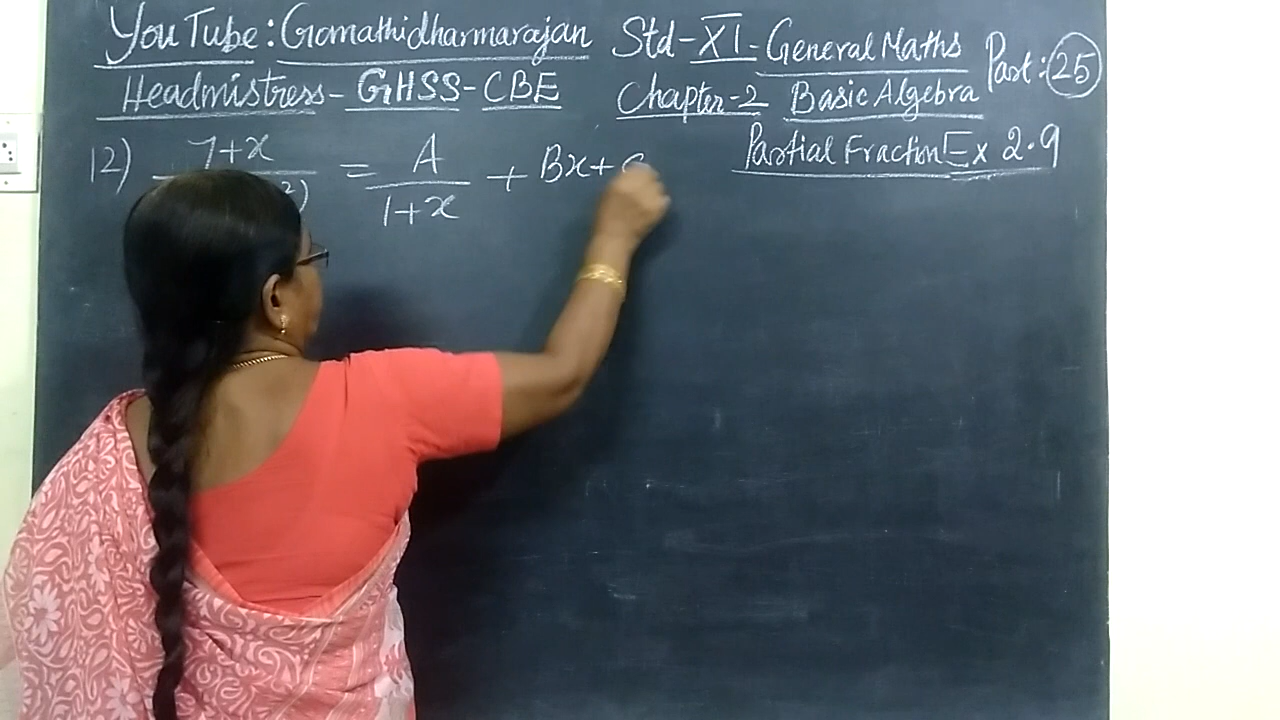 YouTube: Gomathidharmarajan
Headmistress - GHSS - CBE
Std - XI - General Maths
Chapter - 2 Basic Algebra
Part: 25
Partial Fraction Ex 2.9
12) 7+x = A + Bx+
2) 1+x